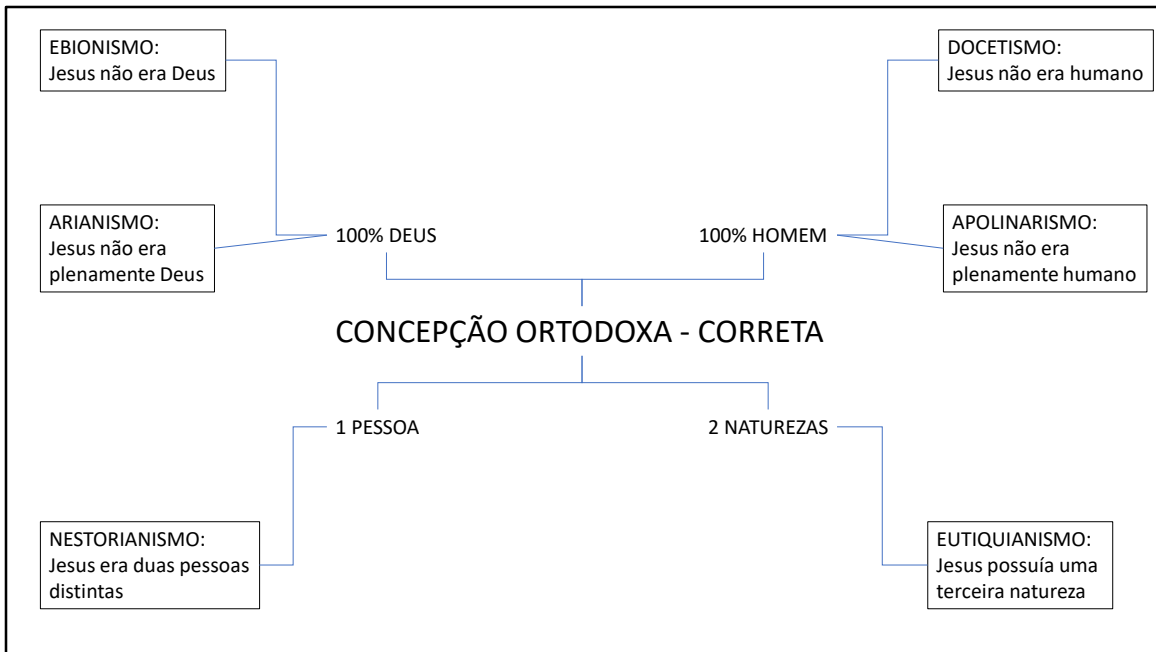 EBIONISMO:
Jesus não era Deus
DOCETISMO:
Jesus não era humano
ARIANISMO:
Jesus não era
plenamente Deus
100% DEUS
100% HOMEM
APOLINARISMO:
Jesus não era
plenamente humano
CONCEPÇÃO ORTODOXA - CORRETA
1 PESSOA
2 NATUREZAS
NESTORIANISMO:
Jesus era duas pessoas
distintas
EUTIQUIANISMO:
Jesus possuía uma
terceira natureza